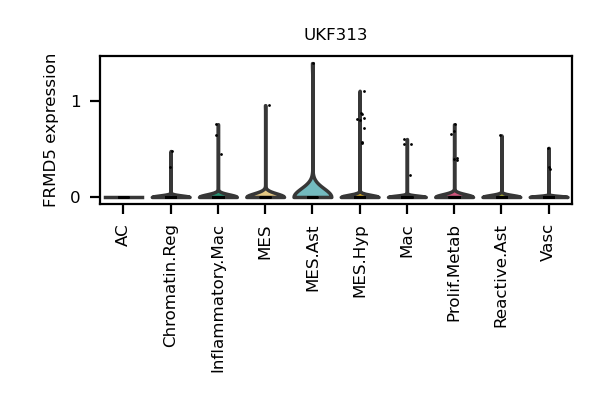 UKF313
FRMD5 expression
1
0
AC
Chromatin.Reg
Inflammatory.Mac
MES
MES.Ast
MES.Hyp
Mac
Prolif.Metab
Reactive.Ast
Vasc